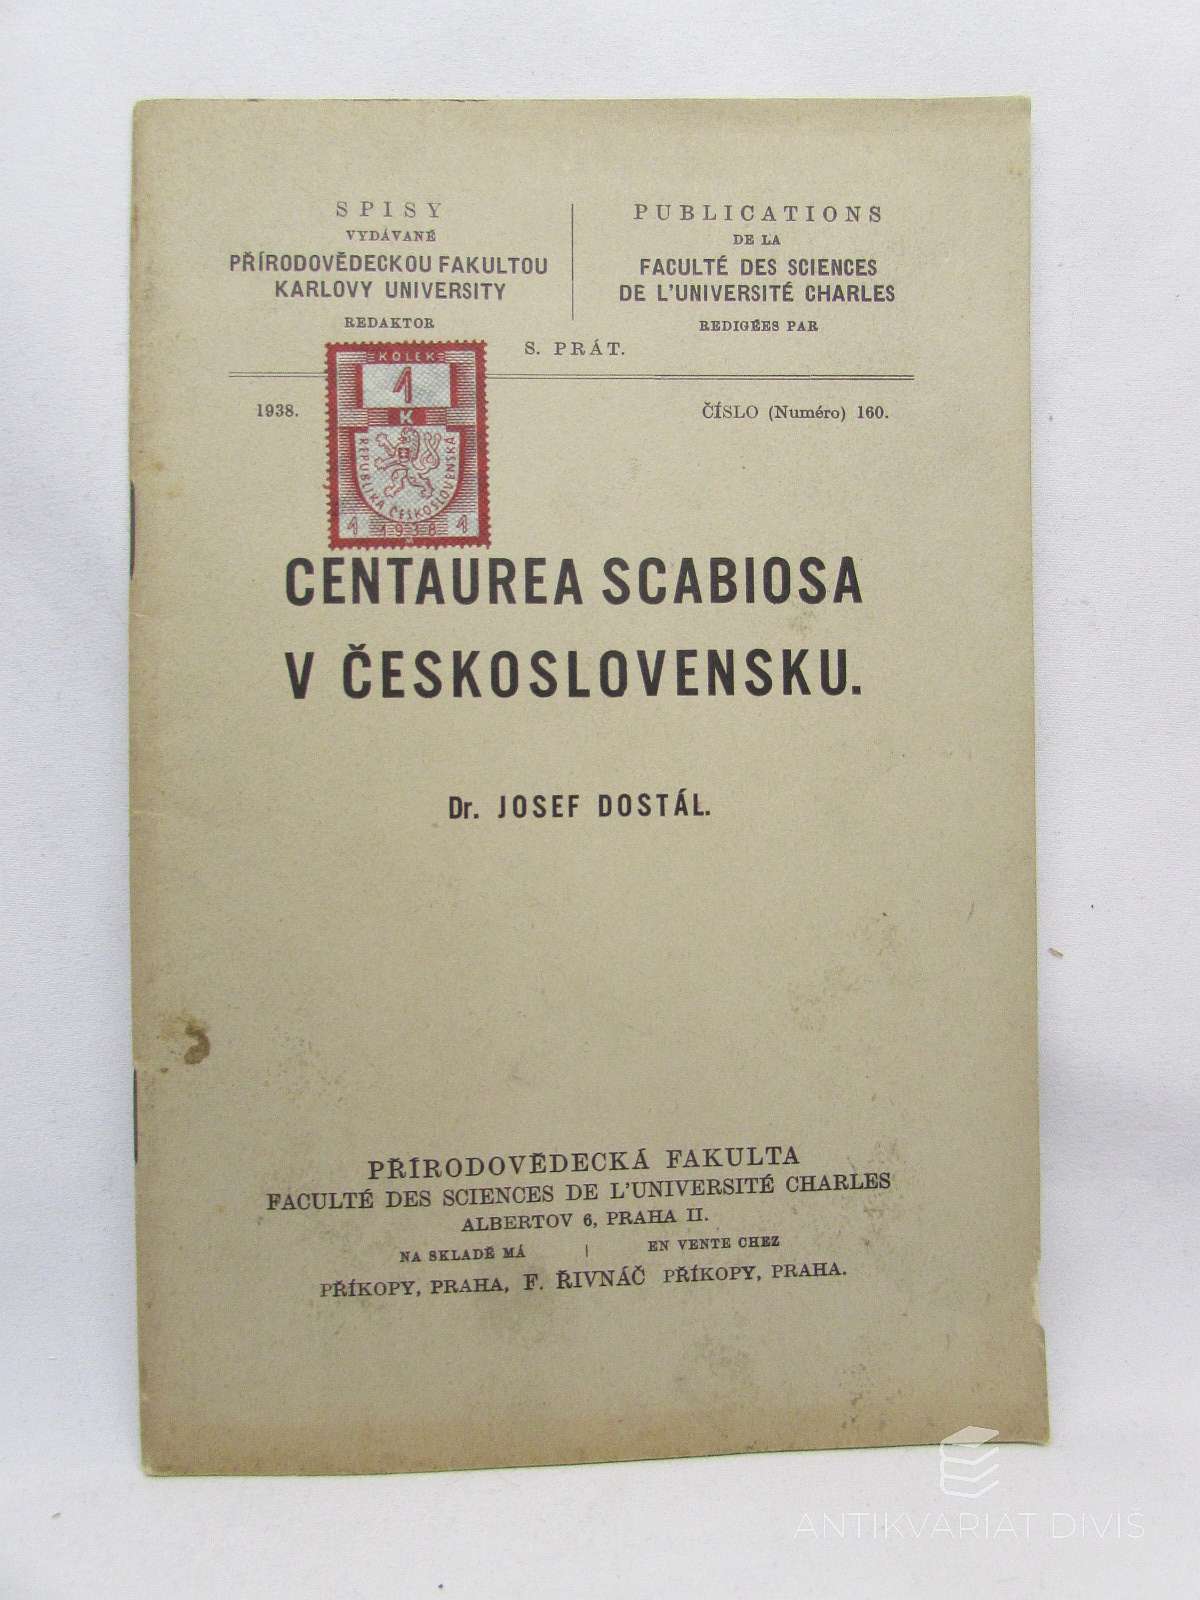 SPISY
VYDÁVANÉ
PŘÍRODOVĚDECKOU FAKULTOU
KARLOVY UNIVERSITY
REDAKTOR
PUBLICATIONS
DE LA
FACULTÉ DES SCIENCES
DE L'UNIVERSITÉ CHARLES
REDIGÉES PAR
S. PRÁT.
1938.
ČÍSLO (Numéro) 160.
KOLEK
1
K
REPUBLIKA ČESKOSLOVENSKÁ
1 1938 1
M
CENTAUREA SCABIOSA
V ČESKOSLOVENSKU.
Dr. JOSEF DOSTÁL.
PŘÍRODOVĚDECKÁ FAKULTA
FACULTÉ DES SCIENCES DE L'UNIVERSITÉ CHARLES
ALBERTOV 6, PRAHA II.
NA SKLADĚ MÁ | EN VENTE CHEZ
PŘÍKOPY, PRAHA, F. ŘIVNÁČ PŘÍKOPY, PRAHA.
ANTIKVARIÁT DIVIŠ